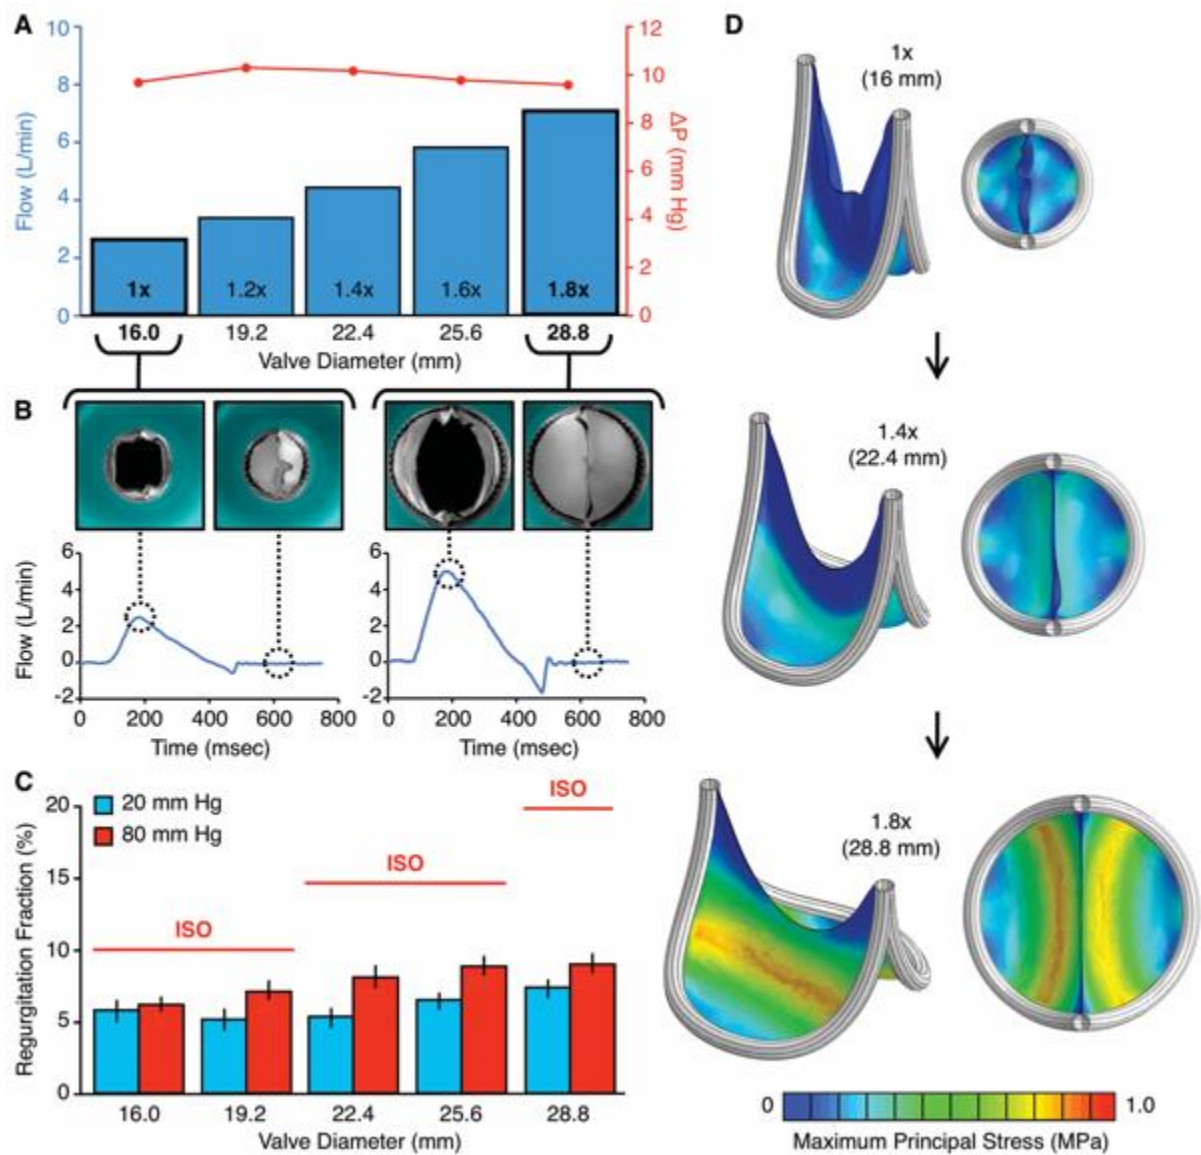 A
10
8
6
4
2
0
Flow (L/min)
12
10
8
6
4
2
0
ΔP (mm Hg)
1x
1.2x
1.4x
1.6x
1.8x
16.0
19.2
22.4
25.6
28.8
Valve Diameter (mm)
B
6
4
2
0
-2
Flow (L/min)
0
200
400
600
800
Time (msec)
6
4
2
0
-2
0
200
400
600
800
Time (msec)
C
20
15
10
5
0
Regurgitation Fraction (%)
20 mm Hg
80 mm Hg
ISO
ISO
ISO
16.0
19.2
22.4
25.6
28.8
Valve Diameter (mm)
D
1x
(16 mm)
1.4x
(22.4 mm)
1.8x
(28.8 mm)
0
1.0
Maximum Principal Stress (MPa)